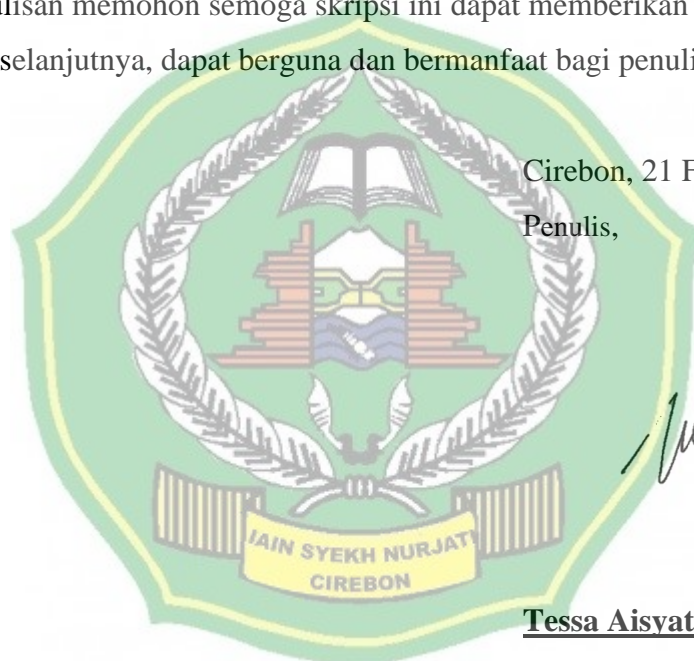 ulisan memohon semoga skripsi ini dapat memberikan
selanjutnya, dapat berguna dan bermanfaat bagi penuli
Cirebon, 21 F
Penulis,
IAIN SYEKH NURJATI
CIREBON
Tessa Aisyat